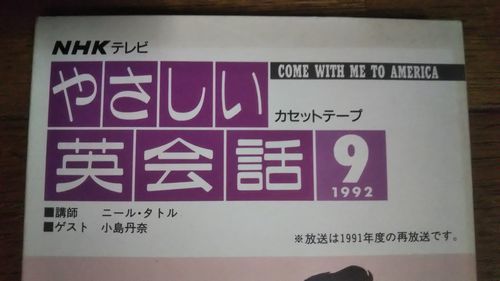 NHKテレビ
COME WITH ME TO AMERICA
やさしい
カセットテープ
英会話
9
1992
■講師 ニール・タトル
■ゲスト 小島丹奈
※放送は1991年度の再放送です。